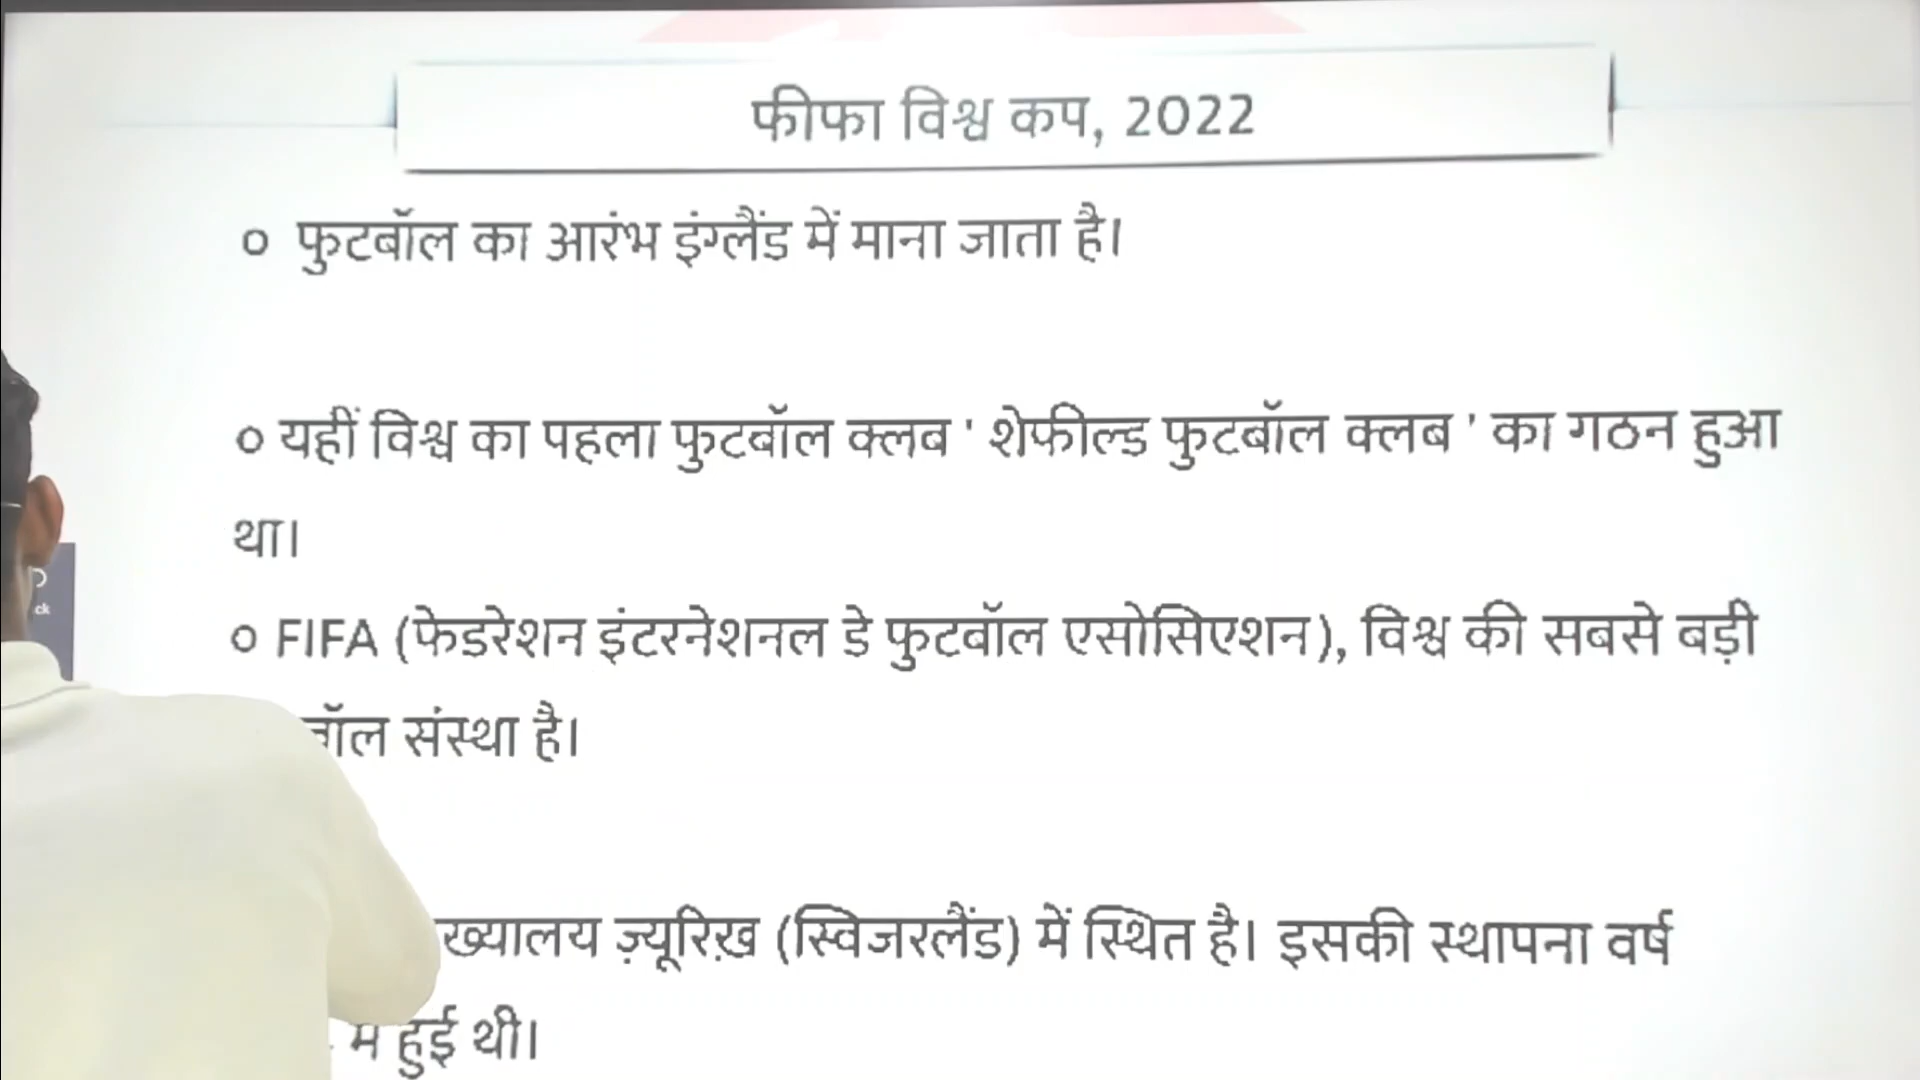 फीफा विश्व कप, 2022
o फुटबॉल का आरंभ इंग्लैंड में माना जाता है।
o यहीं विश्व का पहला फुटबॉल क्लब ' शेफील्ड फुटबॉल क्लब ' का गठन हुआ
था।
o FIFA (फेडरेशन इंटरनेशनल डे फुटबॉल एसोसिएशन), विश्व की सबसे बड़ी
संस्था है।
ज़्यूरिख़ (स्विजरलैंड) में स्थित है। इसकी स्थापना वर्ष
हुई थी।
ck